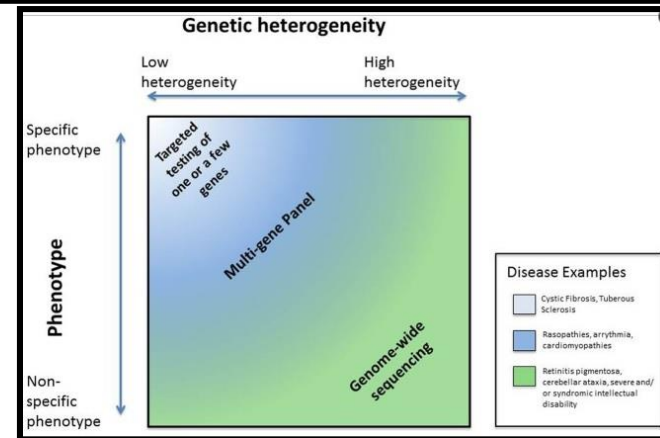 Genetic heterogeneity
Low
heterogeneity
High
heterogeneity
Specific
phenotype
Phenotype
Non-
specific
phenotype
Targeted
testing of
one or a few
genes
Multi-gene Panel
Genome-wide
sequencing
Disease Examples
Cystic Fibrosis, Tuberous
Sclerosis
Rasopathies, arrytmia,
cardiomyopathies
Retinitis pigmentosa,
cerebellar ataxia, severe and/
or syndromic intellectual
disability